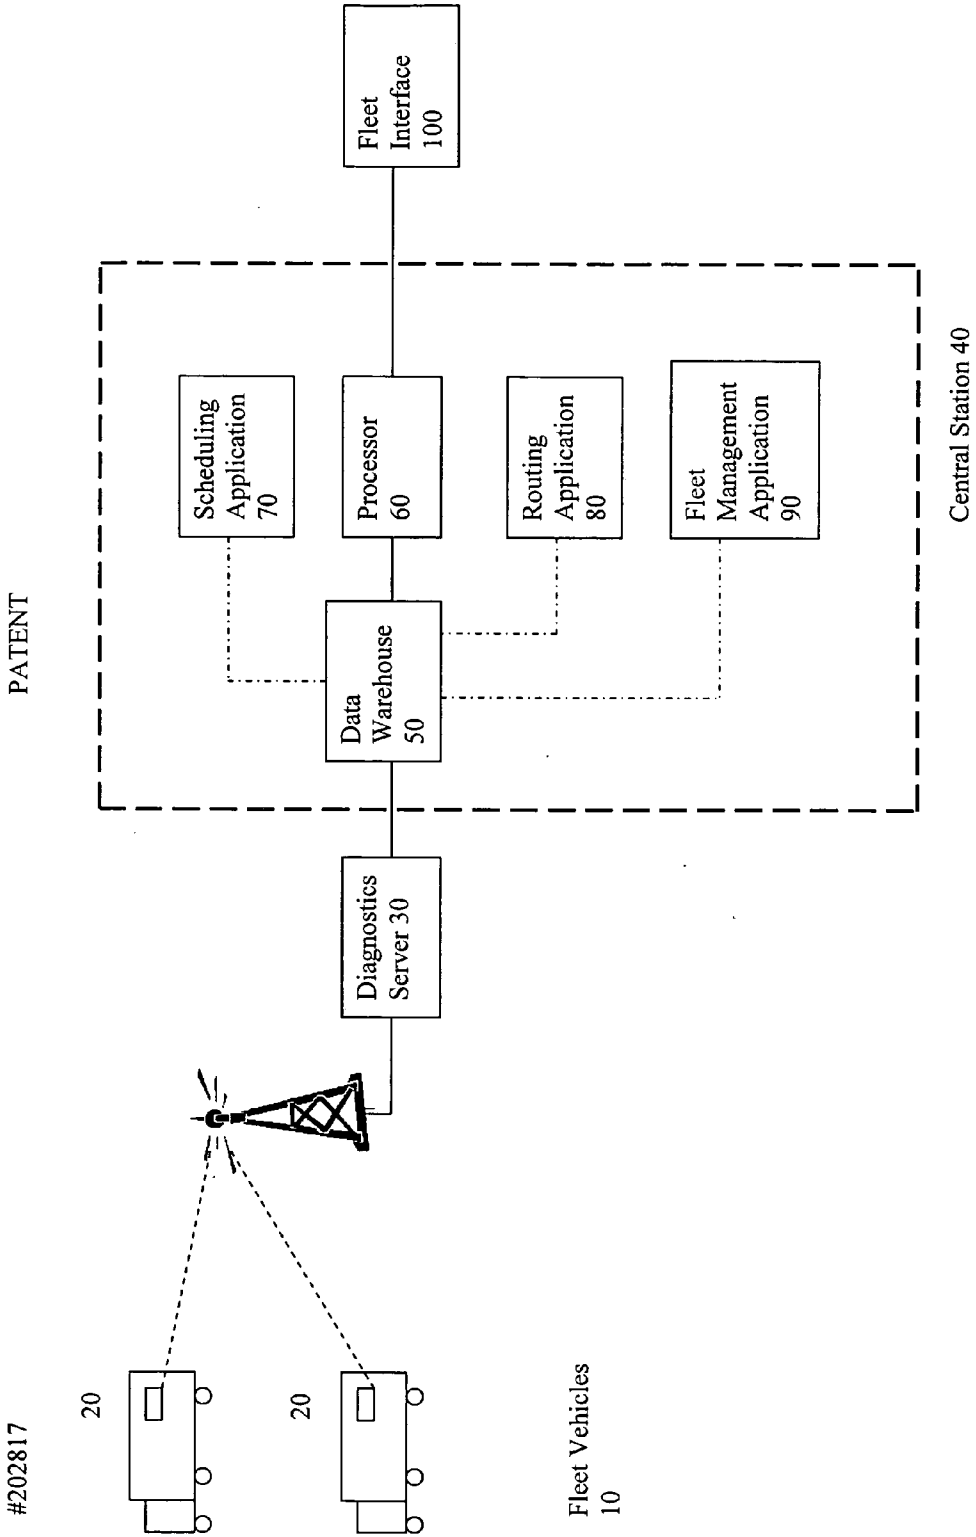 #202817
PATENT
20
20
Fleet Vehicles
10
Diagnostics
Server 30
Data
Warehouse
50
Scheduling
Application
70
Processor
60
Routing
Application
80
Fleet
Management
Application
90
Central Station 40
Fleet
Interface
100